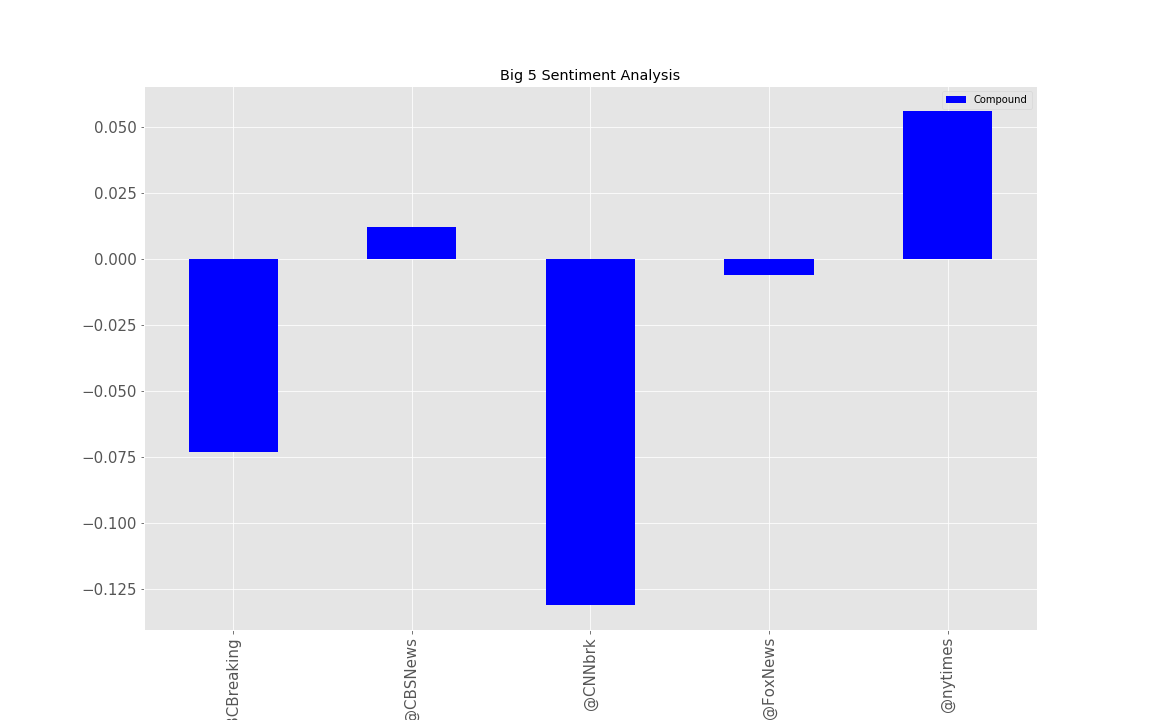 Big 5 Sentiment Analysis
Compound
0.050
0.025
0.000
−0.025
−0.050
−0.075
−0.100
−0.125
@CBSNews
@CNNbrk
@FoxNews
@nytimes